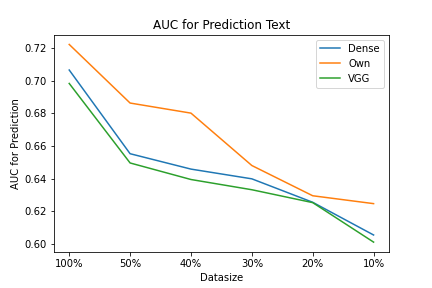 AUC for Prediction Text
Dense
Own
VGG
AUC for Prediction
0.72
0.70
0.68
0.66
0.64
0.62
0.60
100% 50% 40% 30% 20% 10%
Datasize